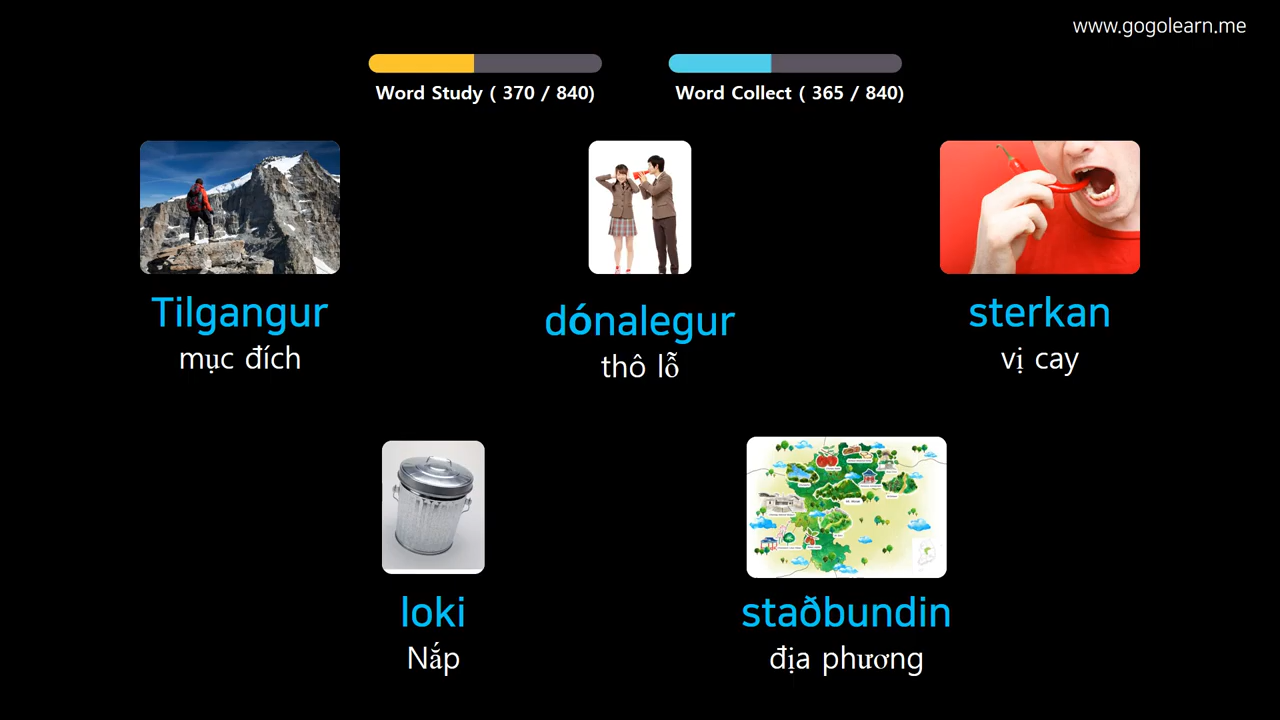 www.gogolearn.me
Word Study ( 370 / 840)
Word Collect ( 365 / 840)
Tilgangur
mục đích
dónalegur
thô lỗ
sterkan
vị cay
loki
Nắp
staðbundin
địa phương